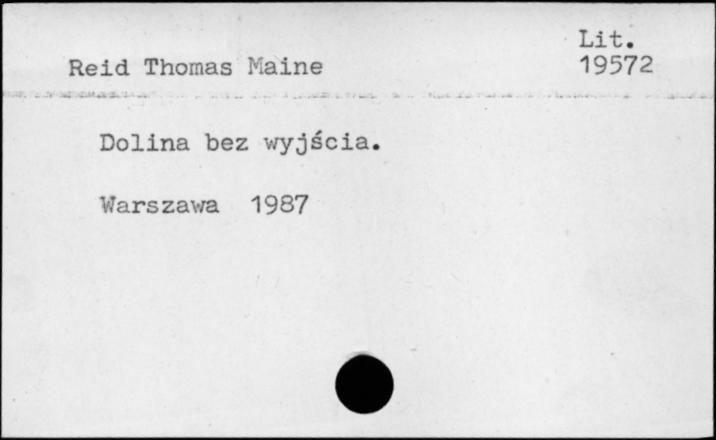 Lit.
Reid Thomas Maine 19572
Dolina bez wyjścia.
Warszawa 1987